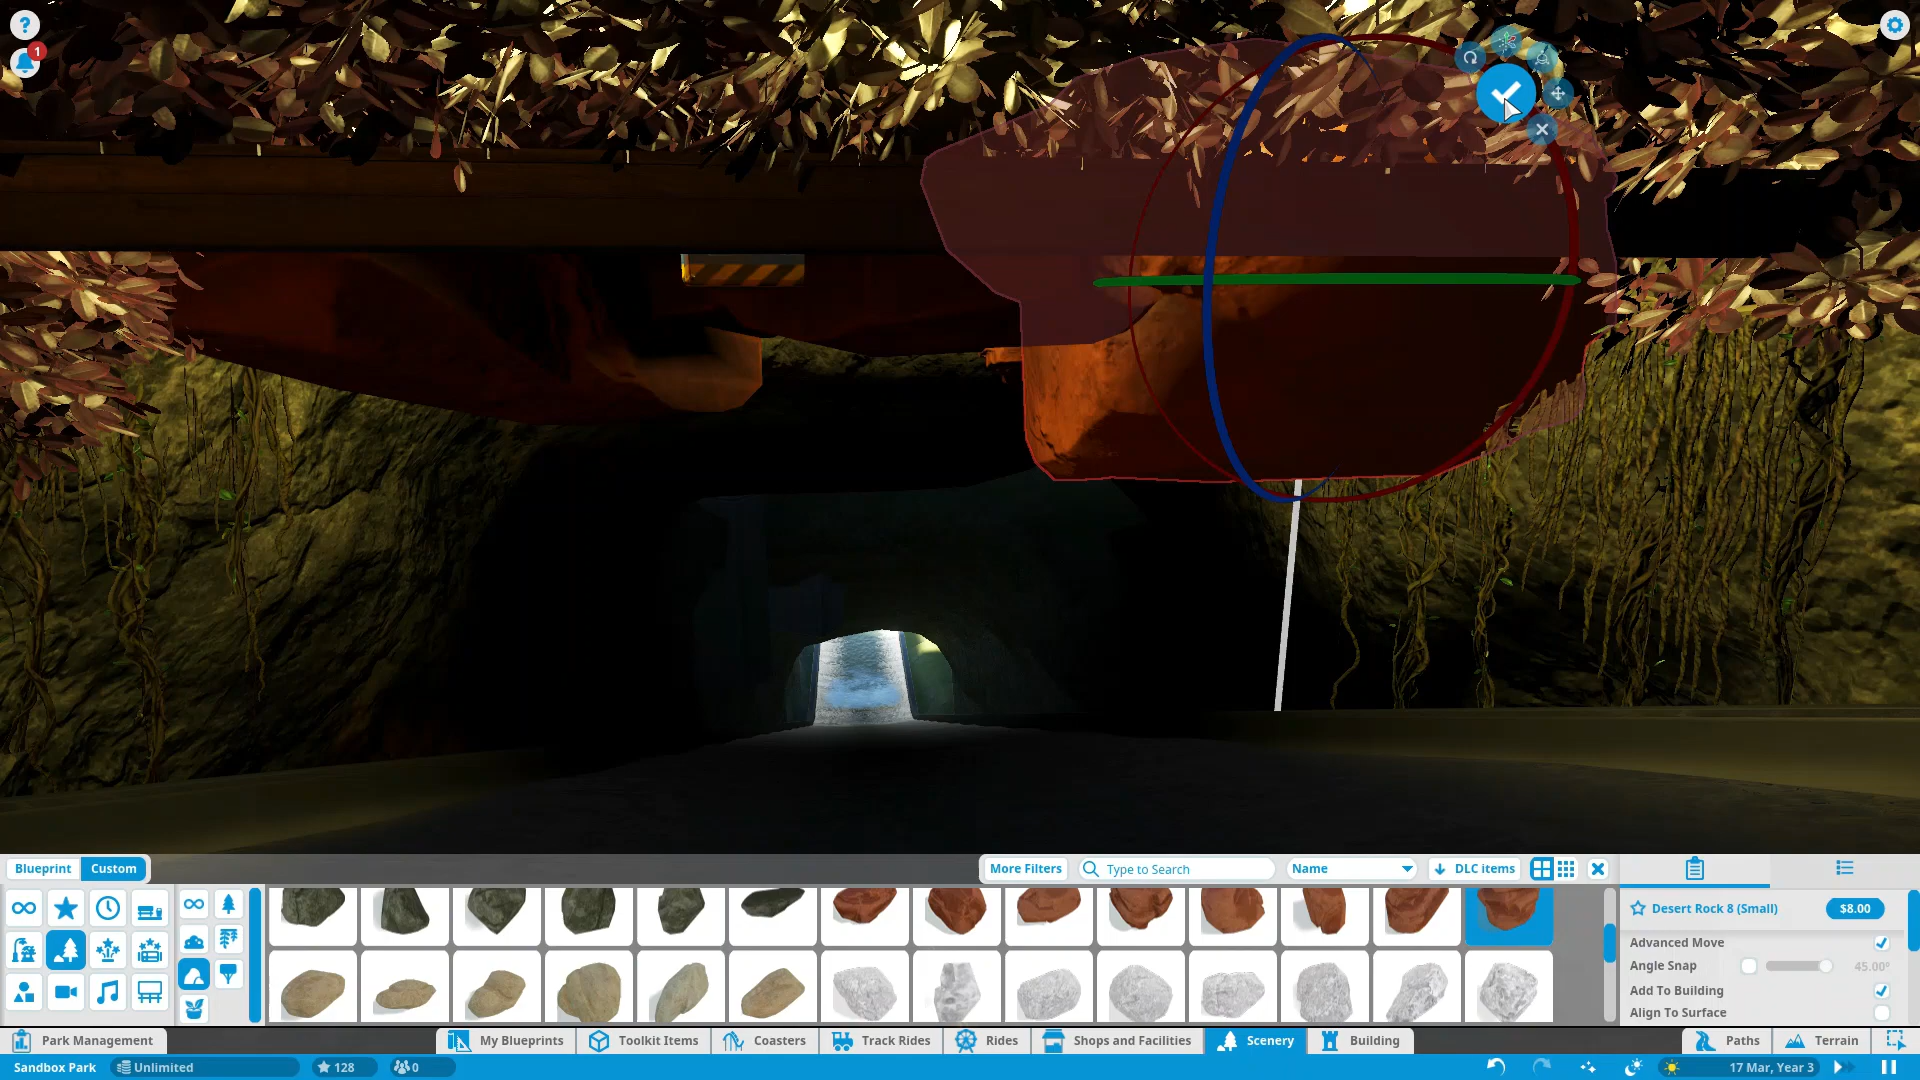 ?
1
Blueprint
Custom
More Filters
Type to Search
Name
DLC items
Desert Rock 8 (Small)
$8.00
Advanced Move
Angle Snap
45.00°
Add To Building
Align To Surface
Park Management
My Blueprints
Toolkit Items
Coasters
Track Rides
Rides
Shops and Facilities
Scenery
Building
Paths
Terrain
Sandbox Park
Unlimited
128
0
17 Mar, Year 3